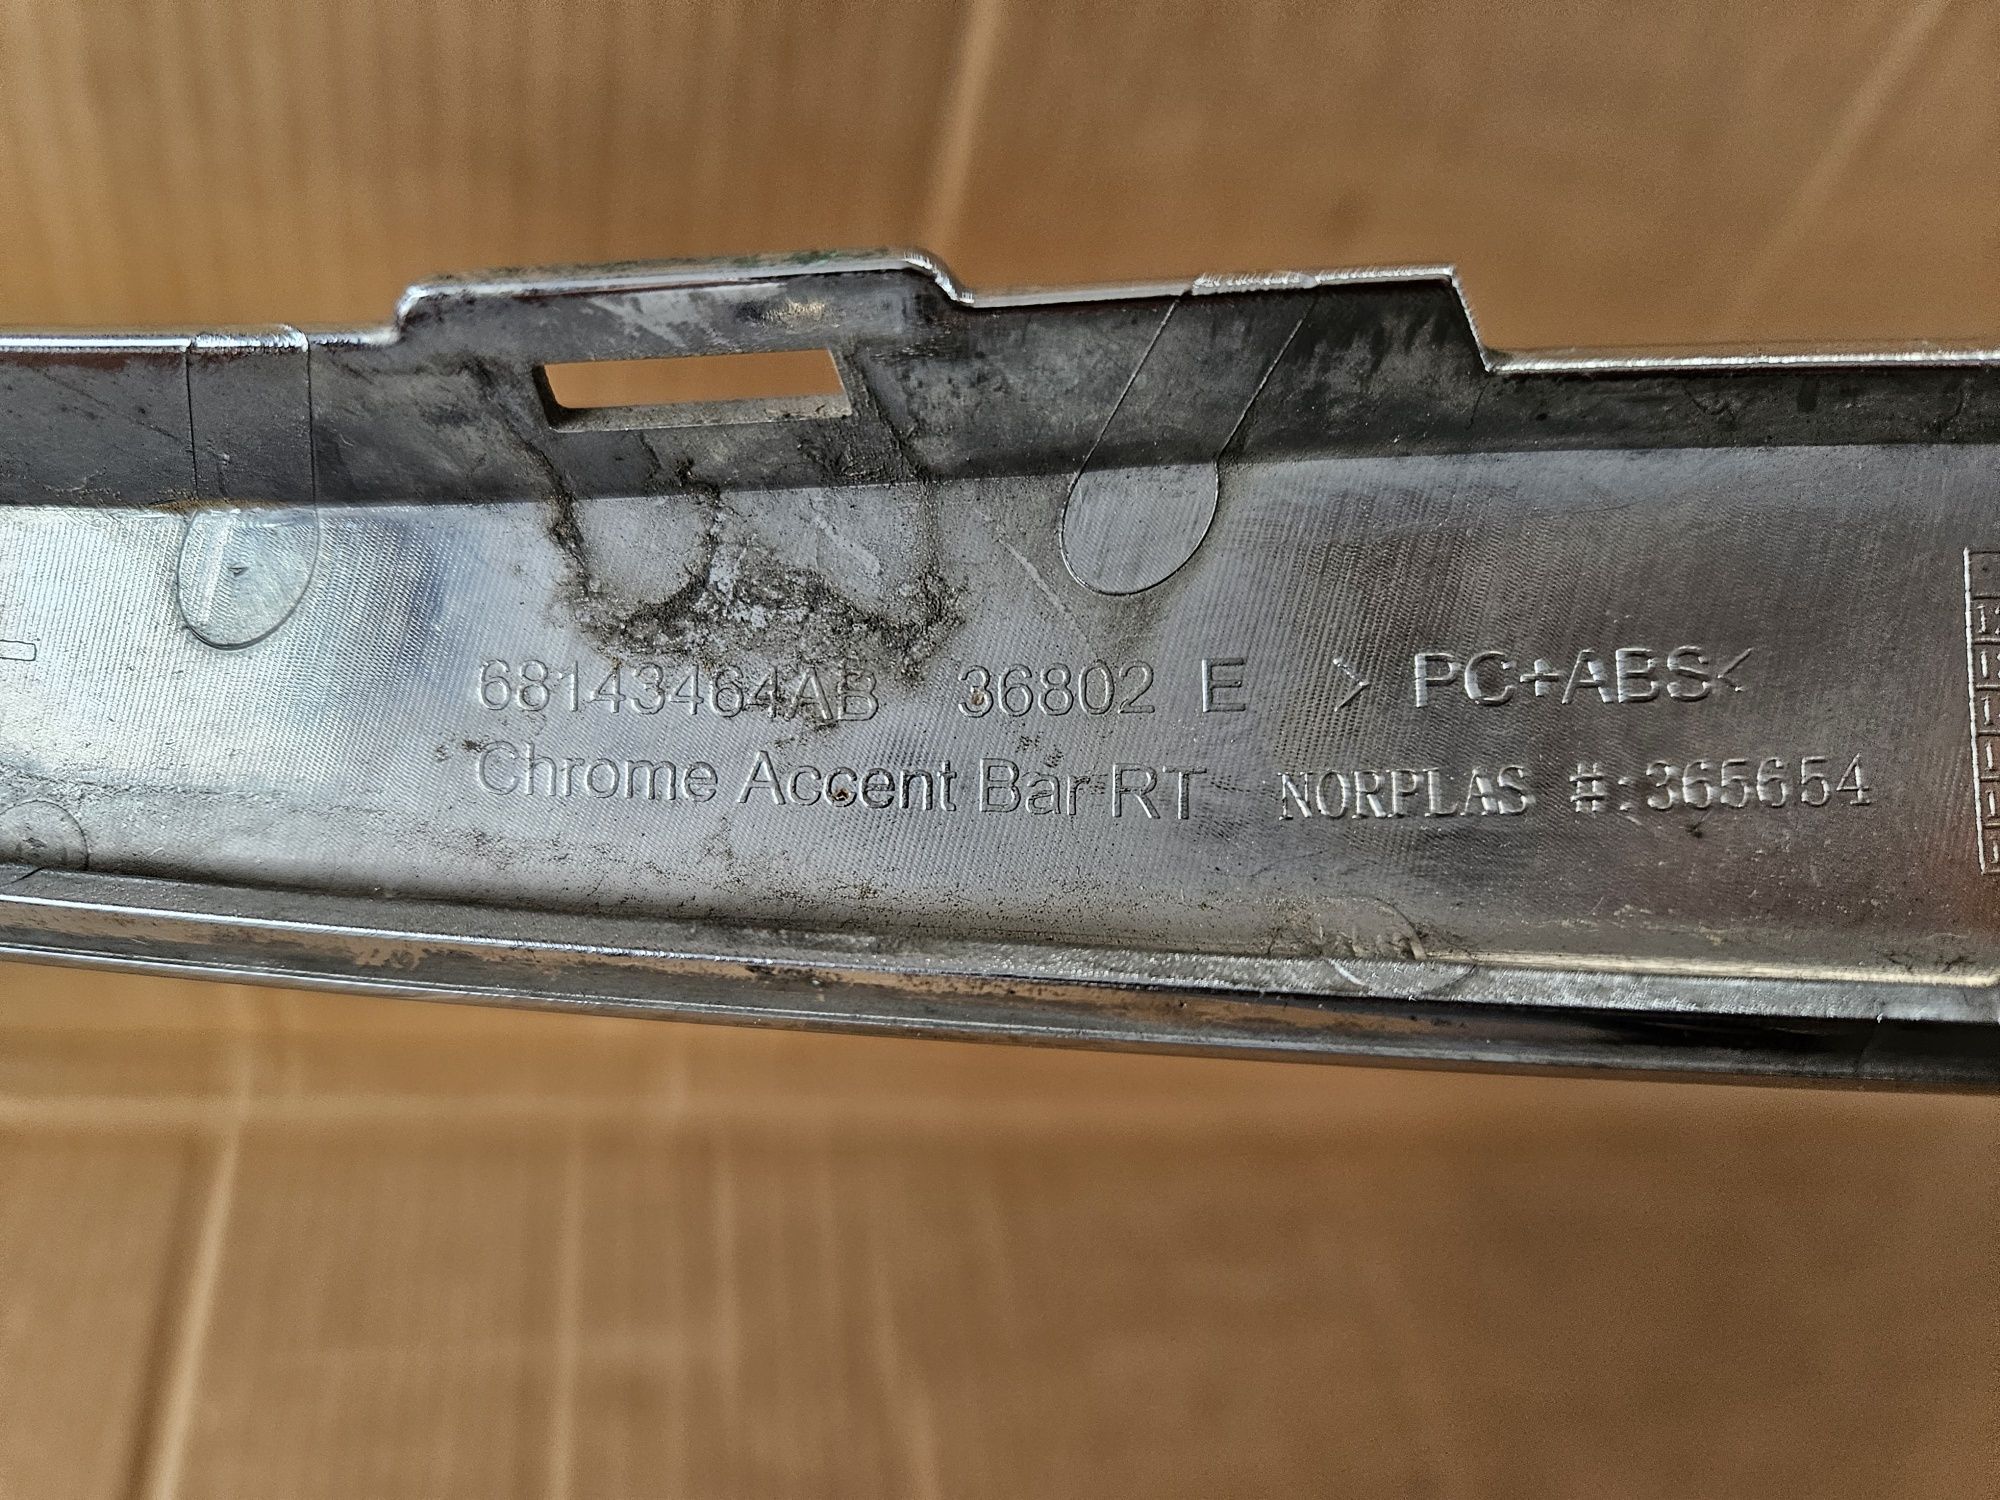 68143464AB 36802 E > PC+ABS<
Chrome Accent Bar RT NORPLAS #:365654